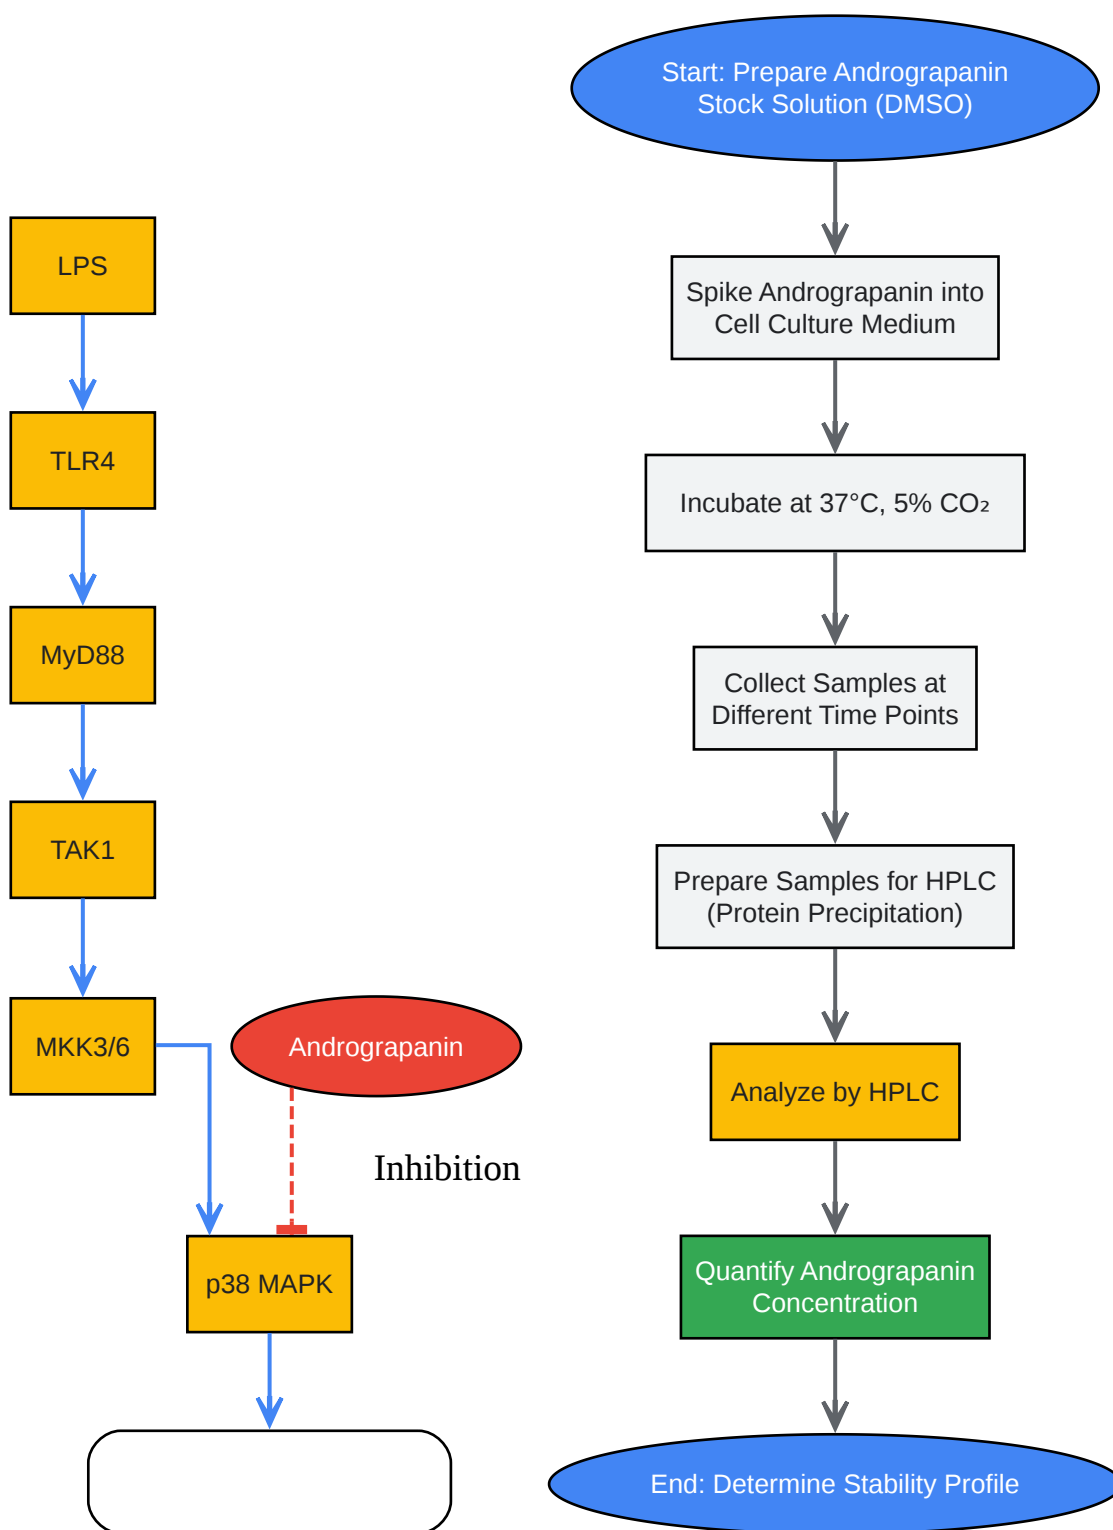 LPS
TLR4
MyD88
TAK1
MKK3/6
Andrograpanin
Inhibition
p38 MAPK
Start: Prepare Andrograpanin
Stock Solution (DMSO)
Spike Andrograpanin into
Cell Culture Medium
Incubate at 37°C, 5% CO₂
Collect Samples at
Different Time Points
Prepare Samples for HPLC
(Protein Precipitation)
Analyze by HPLC
Quantify Andrograpanin
Concentration
End: Determine Stability Profile